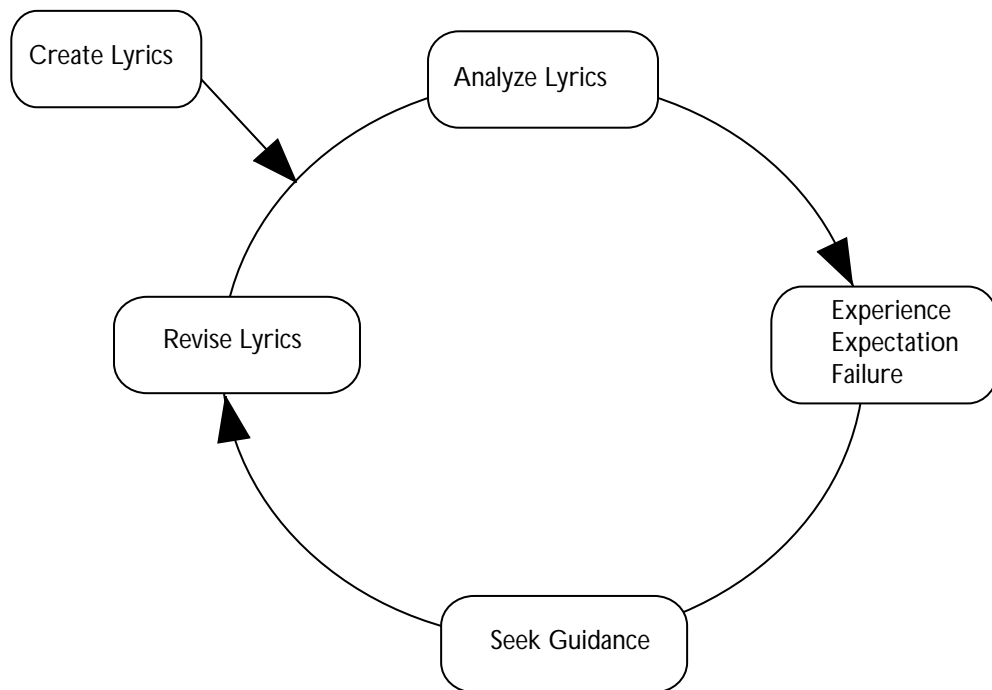 Create Lyrics
Analyze Lyrics
Experience
Expectation
Failure
Revise Lyrics
Seek Guidance